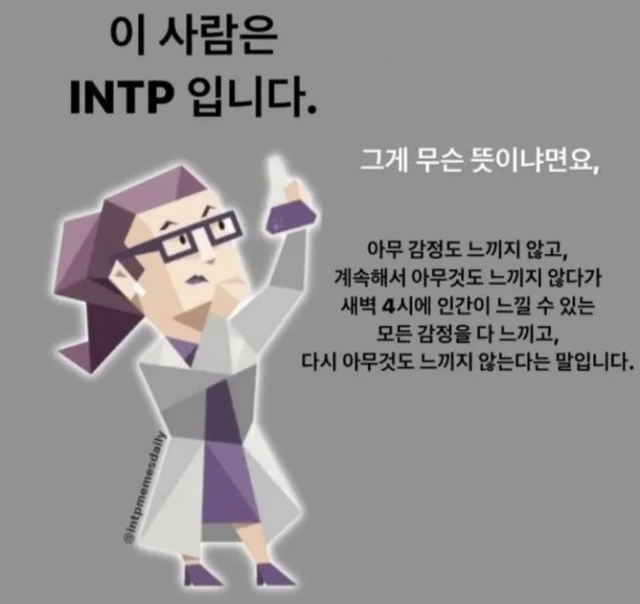 이 사람은
INTP 입니다.
그게 무슨 뜻이냐면요,
아무 감정도 느끼지 않고,
계속해서 아무것도 느끼지 않다가
새벽 4시에 인간이 느낄 수 있는
모든 감정을 다 느끼고,
다시 아무것도 느끼지 않는다는 말입니다.
@intpmemesdaily